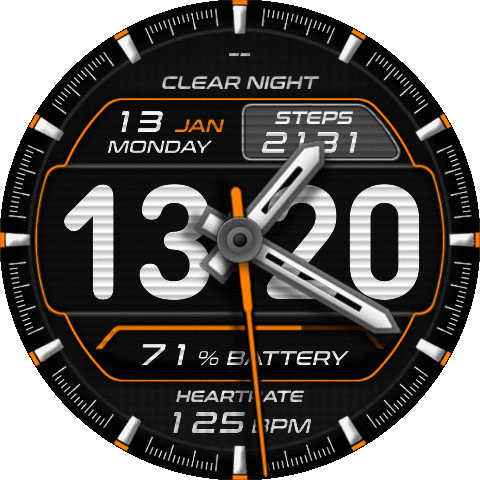 --
CLEAR NIGHT
13 JAN
MONDAY
STEPS
2131
13 20
71 % BATTERY
HEARTRATE
125 BPM